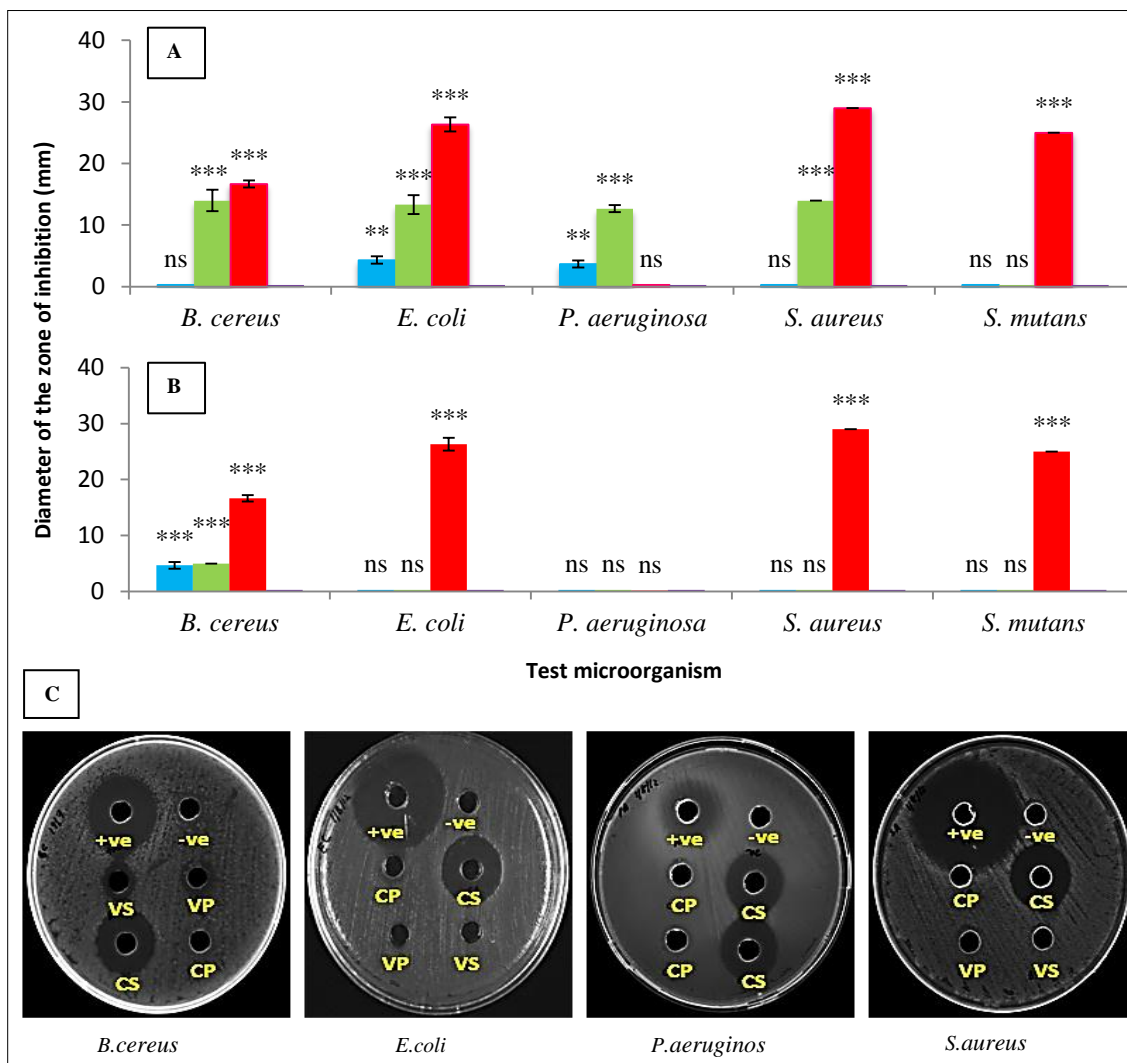 Diameter of the zone of inhibition (mm)
A
40
30
20
10
0
ns *** ***
** *** ***
** *** ns
ns *** ***
ns ns ***
B. cereus E. coli P. aeruginosa S. aureus S. mutans
B
40
30
20
10
0
*** *** ***
ns ns ***
ns ns ns
ns ns ***
ns ns ***
B. cereus E. coli P. aeruginosa S. aureus S. mutans
Test microorganism
C
+ve -ve
VS VP
CS CP
+ve -ve
CP CS
VP VS
+ve -ve
CP CS
CP CS
+ve -ve
CP CS
VP VS
B.cereus E.coli P.aeruginos S.aureus